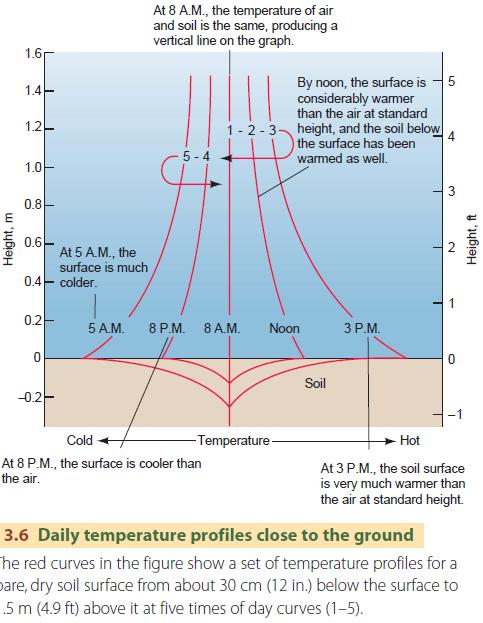 At 8 A.M., the temperature of air
and soil is the same, producing a
vertical line on the graph.
1.6
1.4
1.2
1.0
0.8
0.6
0.4
0.2
0
–0.2
Height, m
5
4
3
2
1
0
–1
Height, ft
By noon, the surface is
considerably warmer
than the air at standard
height, and the soil below
the surface has been
warmed as well.
1 - 2 - 3
5 - 4
At 5 A.M., the
surface is much
colder.
5 A.M.
8 P.M.
8 A.M.
Noon
3 P.M.
Soil
Cold
Temperature
Hot
At 8 P.M., the surface is cooler than
the air.
At 3 P.M., the soil surface
is very much warmer than
the air at standard height.
3.6 Daily temperature profiles close to the ground
The red curves in the figure show a set of temperature profiles for a
bare, dry soil surface from about 30 cm (12 in.) below the surface to
.5 m (4.9 ft) above it at five times of day curves (1–5).